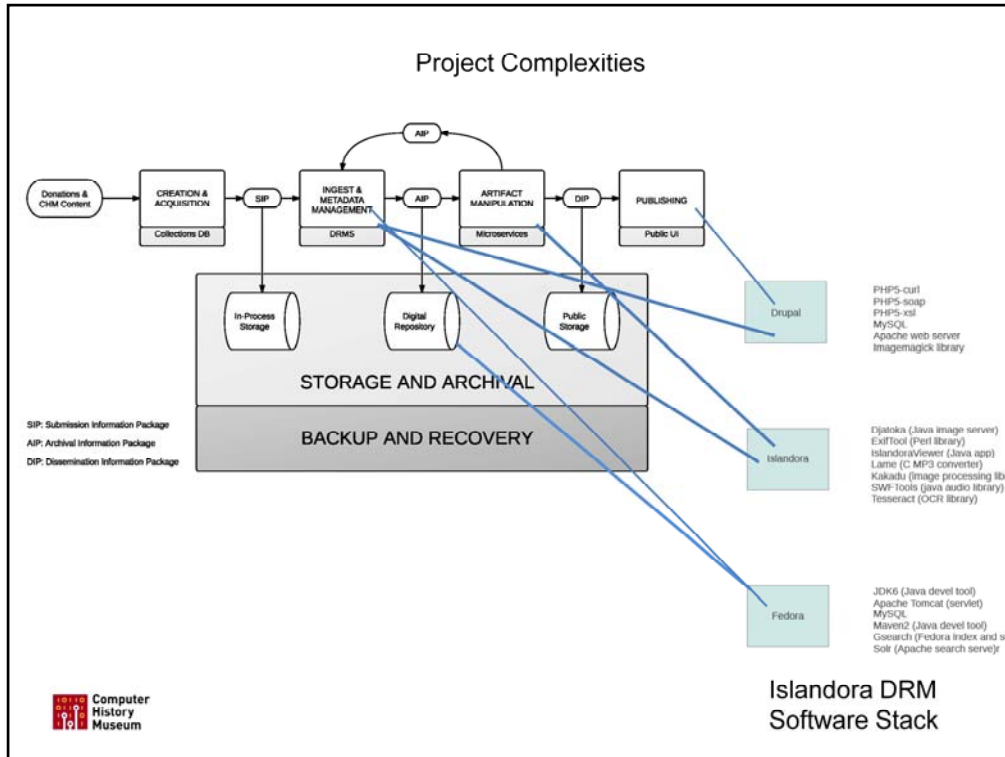 Project Complexities
AIP
Donations &
CHM Content
CREATION &
ACQUISITION
Collections DB
SIP
INGEST &
METADATA
MANAGEMENT
DRMS
AIP
ARTIFACT
MANIPULATION
Microservices
DIP
PUBLISHING
Public UI
In-Process
Storage
Digital
Repository
Public
Storage
STORAGE AND ARCHIVAL
BACKUP AND RECOVERY
SIP: Submission Information Package
AIP: Archival Information Package
DIP: Dissemination Information Package
Drupal
PHP5-curl
PHP5-soap
PHP5-xsl
MySQL
Apache web server
Imagemagick library
Islandora
Djatoka (Java image server)
ExifTool (Perl library)
IslandoraViewer (Java app)
Lame (C MP3 converter)
Kakadu (image processing lib
SWFTools (java audio library)
Tesseract (OCR library)
Fedora
JDK6 (Java devel tool)
Apache Tomcat (servlet)
MySQL
Maven2 (Java devel tool)
Gsearch (Fedora Index and s
Solr (Apache search serve)r
Computer
History
Museum
Islandora DRM
Software Stack